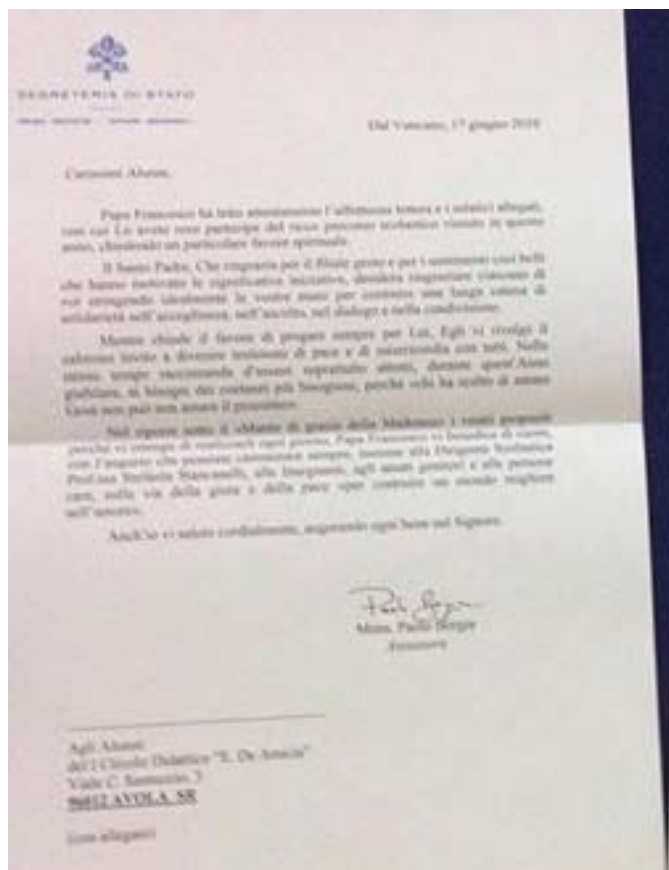 SEGRETERIA DI STATO
Dal Vaticano, 17 giugno
Carissimi Alunni,
Papa Francesco ha letto attentamente l'affettuosa lettera e i relativi allegati,
con cui Lo avete reso partecipe del ricco percorso scolastico vissuto in questo
anno, chiedendo un particolare favore spirituale.
Il Santo Padre, Che ringrazia per il filiale gesto e per i sentimenti così belli
che hanno motivato le significative iniziative, desidera ringraziare ciascuno di
voi stringendo idealmente le vostre mani per costruire una lunga catena di
solidarietà nell'accoglienza, nell'ascolto, nel dialogo e nella condivisione.
Mentre chiede il favore di pregare sempre per Lui, Egli vi rivolge il
invito a divenire testimoni di pace e di misericordia con tutti. Nello
stesso tempo raccomanda d'essere soprattutto attenti, durante quest'Anno
giubilare, ai bisogni dei coetanei più bisognosi, perché «chi ha scelto di amare
Gesù non può non amare il prossimo».
Nel riporre sotto il «Manto di grazia della Madonna» i vostri propositi
perché vi ogni giorno, Papa Francesco vi benedice di cuore,
con l'augurio che possiate camminare sempre, insieme alla Dirigente Scolastica
Prof.ssa Stefania alle Insegnanti, agli amati genitori e alle persone
care, sulla via della gioia e della pace «per costruire un mondo migliore
nell'amore».
Anch'io vi saluto cordialmente, augurando ogni bene nel Signore.
Mons. Paolo Borgia
Assessore
Agli Alunni
del I Circolo Didattico "E. De Amicis"
Viale C. Santuccio, 3
96012 AVOLA SR
(con allegato)